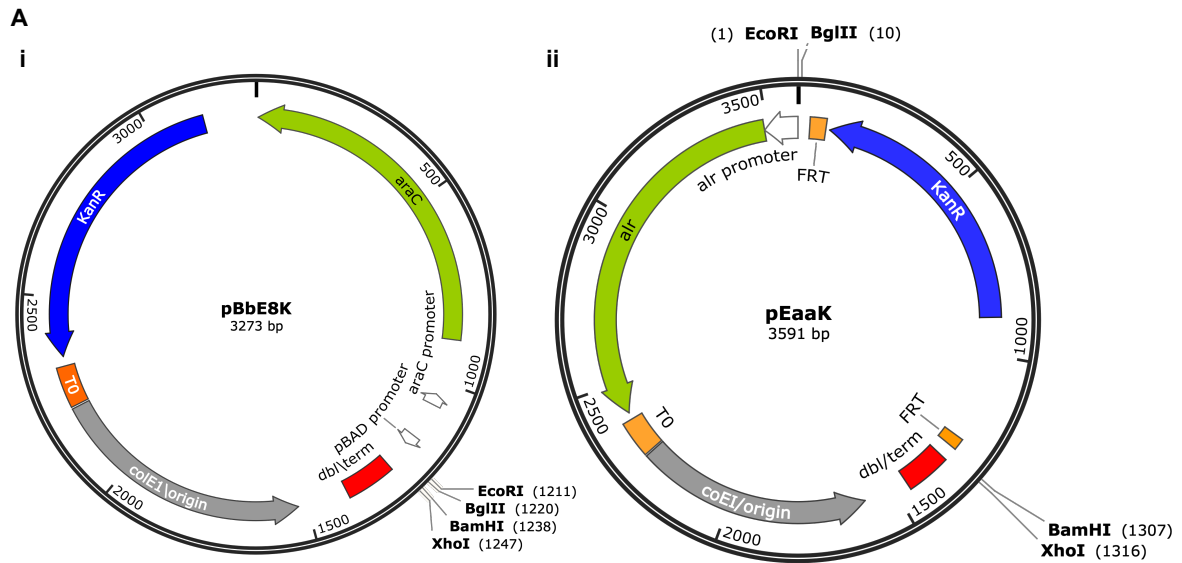 A
i
pBbE8K
3273 bp
500
1000
1500
2000
2500
3000
araC
araC promoter
pBAD promoter
dbl\term
EcoRI (1211)
BglII (1220)
BamHI (1238)
XhoI (1247)
colE1\origin
T0
KanR
ii
(1) EcoRI BglII (10)
pEaaK
3591 bp
500
1000
1500
2000
2500
3000
3500
alr promoter
FRT
KanR
FRT
dbl/term
BamHI (1307)
XhoI (1316)
coEI/origin
T0
alr